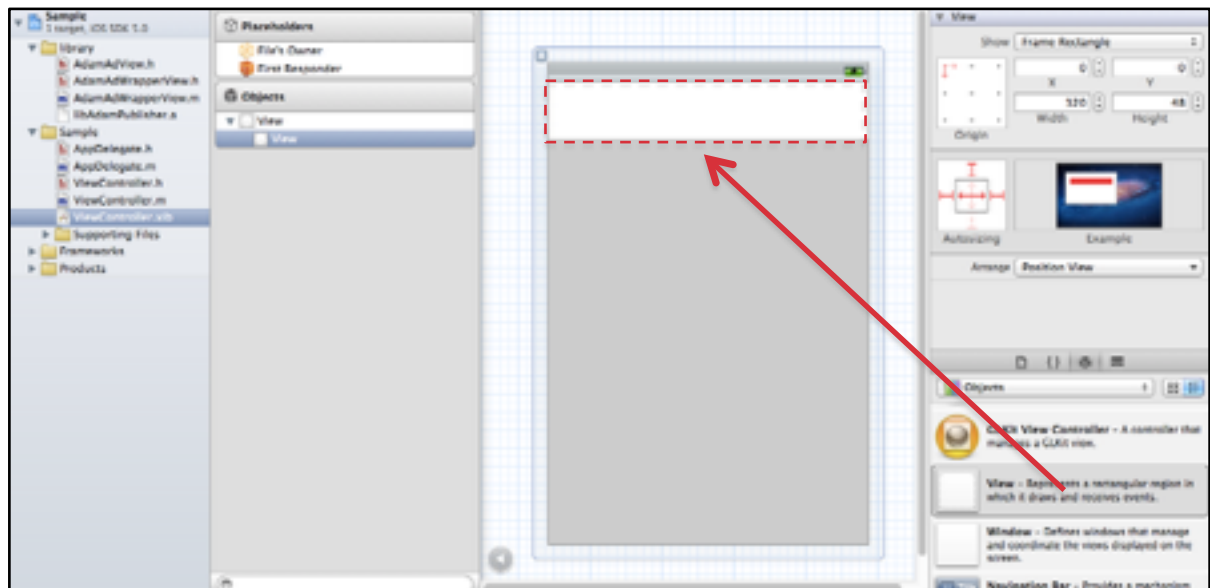 Sample
1 target, iOS SDK 5.0
library
AdamAdView.h
AdamAdWrapperView.h
AdamAdWrapperView.m
libAdamPublisher.a
Sample
AppDelegate.h
AppDelegate.m
ViewController.h
ViewController.m
ViewController.xib
Supporting Files
Frameworks
Products
Placeholders
File's Owner
First Responder
Objects
View
View
View
Show Frame Rectangle
0 0
X Y
320 48
Width Height
Origin
Autosizing Example
Arrange Position View
{}
Objects
GLKit View Controller - A controller that
manages a GLKit view.
View - Represents a rectangular region in
which it draws and receives events.
Window - Defines windows that manage
and coordinate the views displayed on the
screen.
Navigation Bar - Provides a mechanism